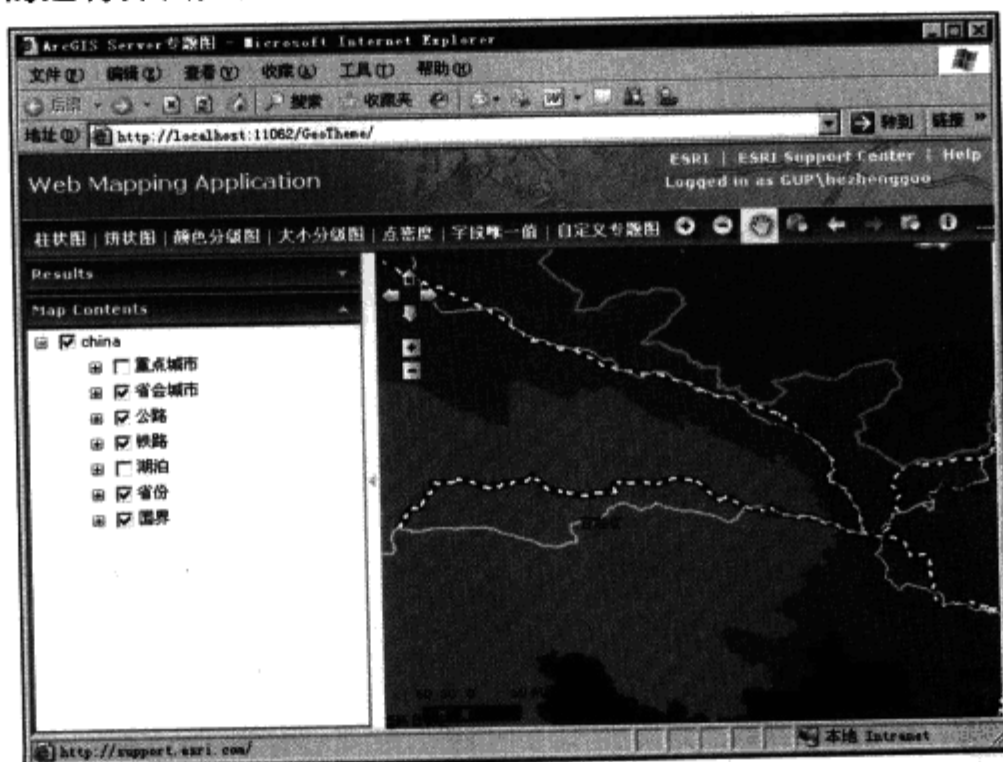 ArcGIS Server专题图 - Microsoft Internet Explorer
文件(F) 编辑(E) 查看(V) 收藏(A) 工具(T) 帮助(H)
后退 搜索 收藏夹
地址(D) http://localhost:11062/GeoTheme/ 转到 链接 »
ESRI | ESRI Support Center | Help
Web Mapping Application
Logged in as GUP\hezhengguo
柱状图 | 饼状图 | 颜色分级图 | 大小分级图 | 点密度 | 字段唯一值 | 自定义专题图
Results
Map Contents
china
重点城市
省会城市
公路
铁路
湖泊
省份
国界
http://support.esri.com/ 本地 Intranet